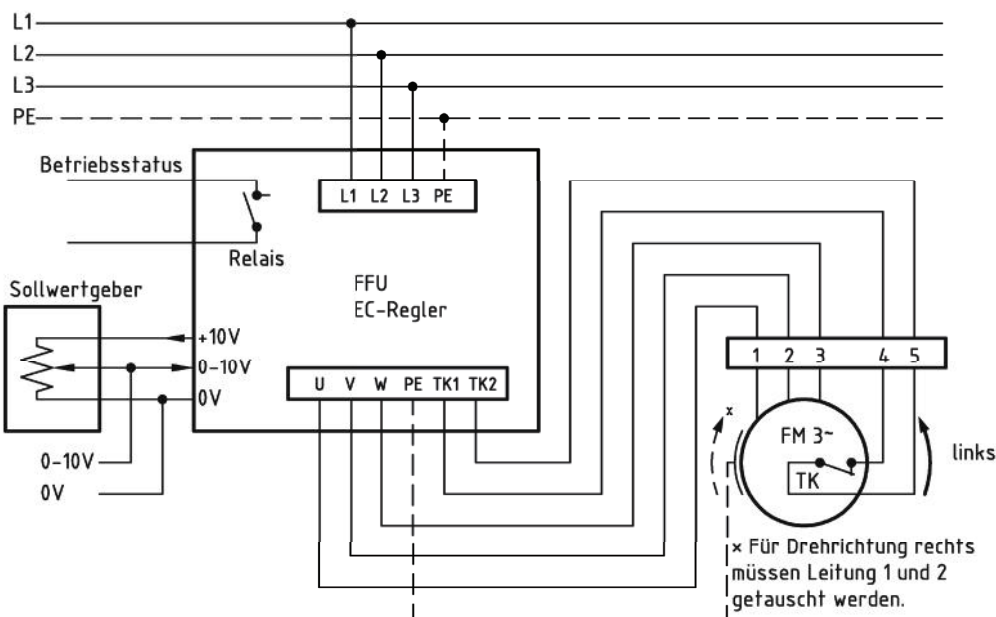 L1
L2
L3
PE
Betriebsstatus
L1 L2 L3 PE
Relais
FFU
EC-Regler
Sollwertgeber
+10V
0-10V
0V
U V W PE TK1 TK2
0-10V
0V
1 2 3 4 5
x
FM 3~
TK
links
x Für Drehrichtung rechts
müssen Leitung 1 und 2
getauscht werden.